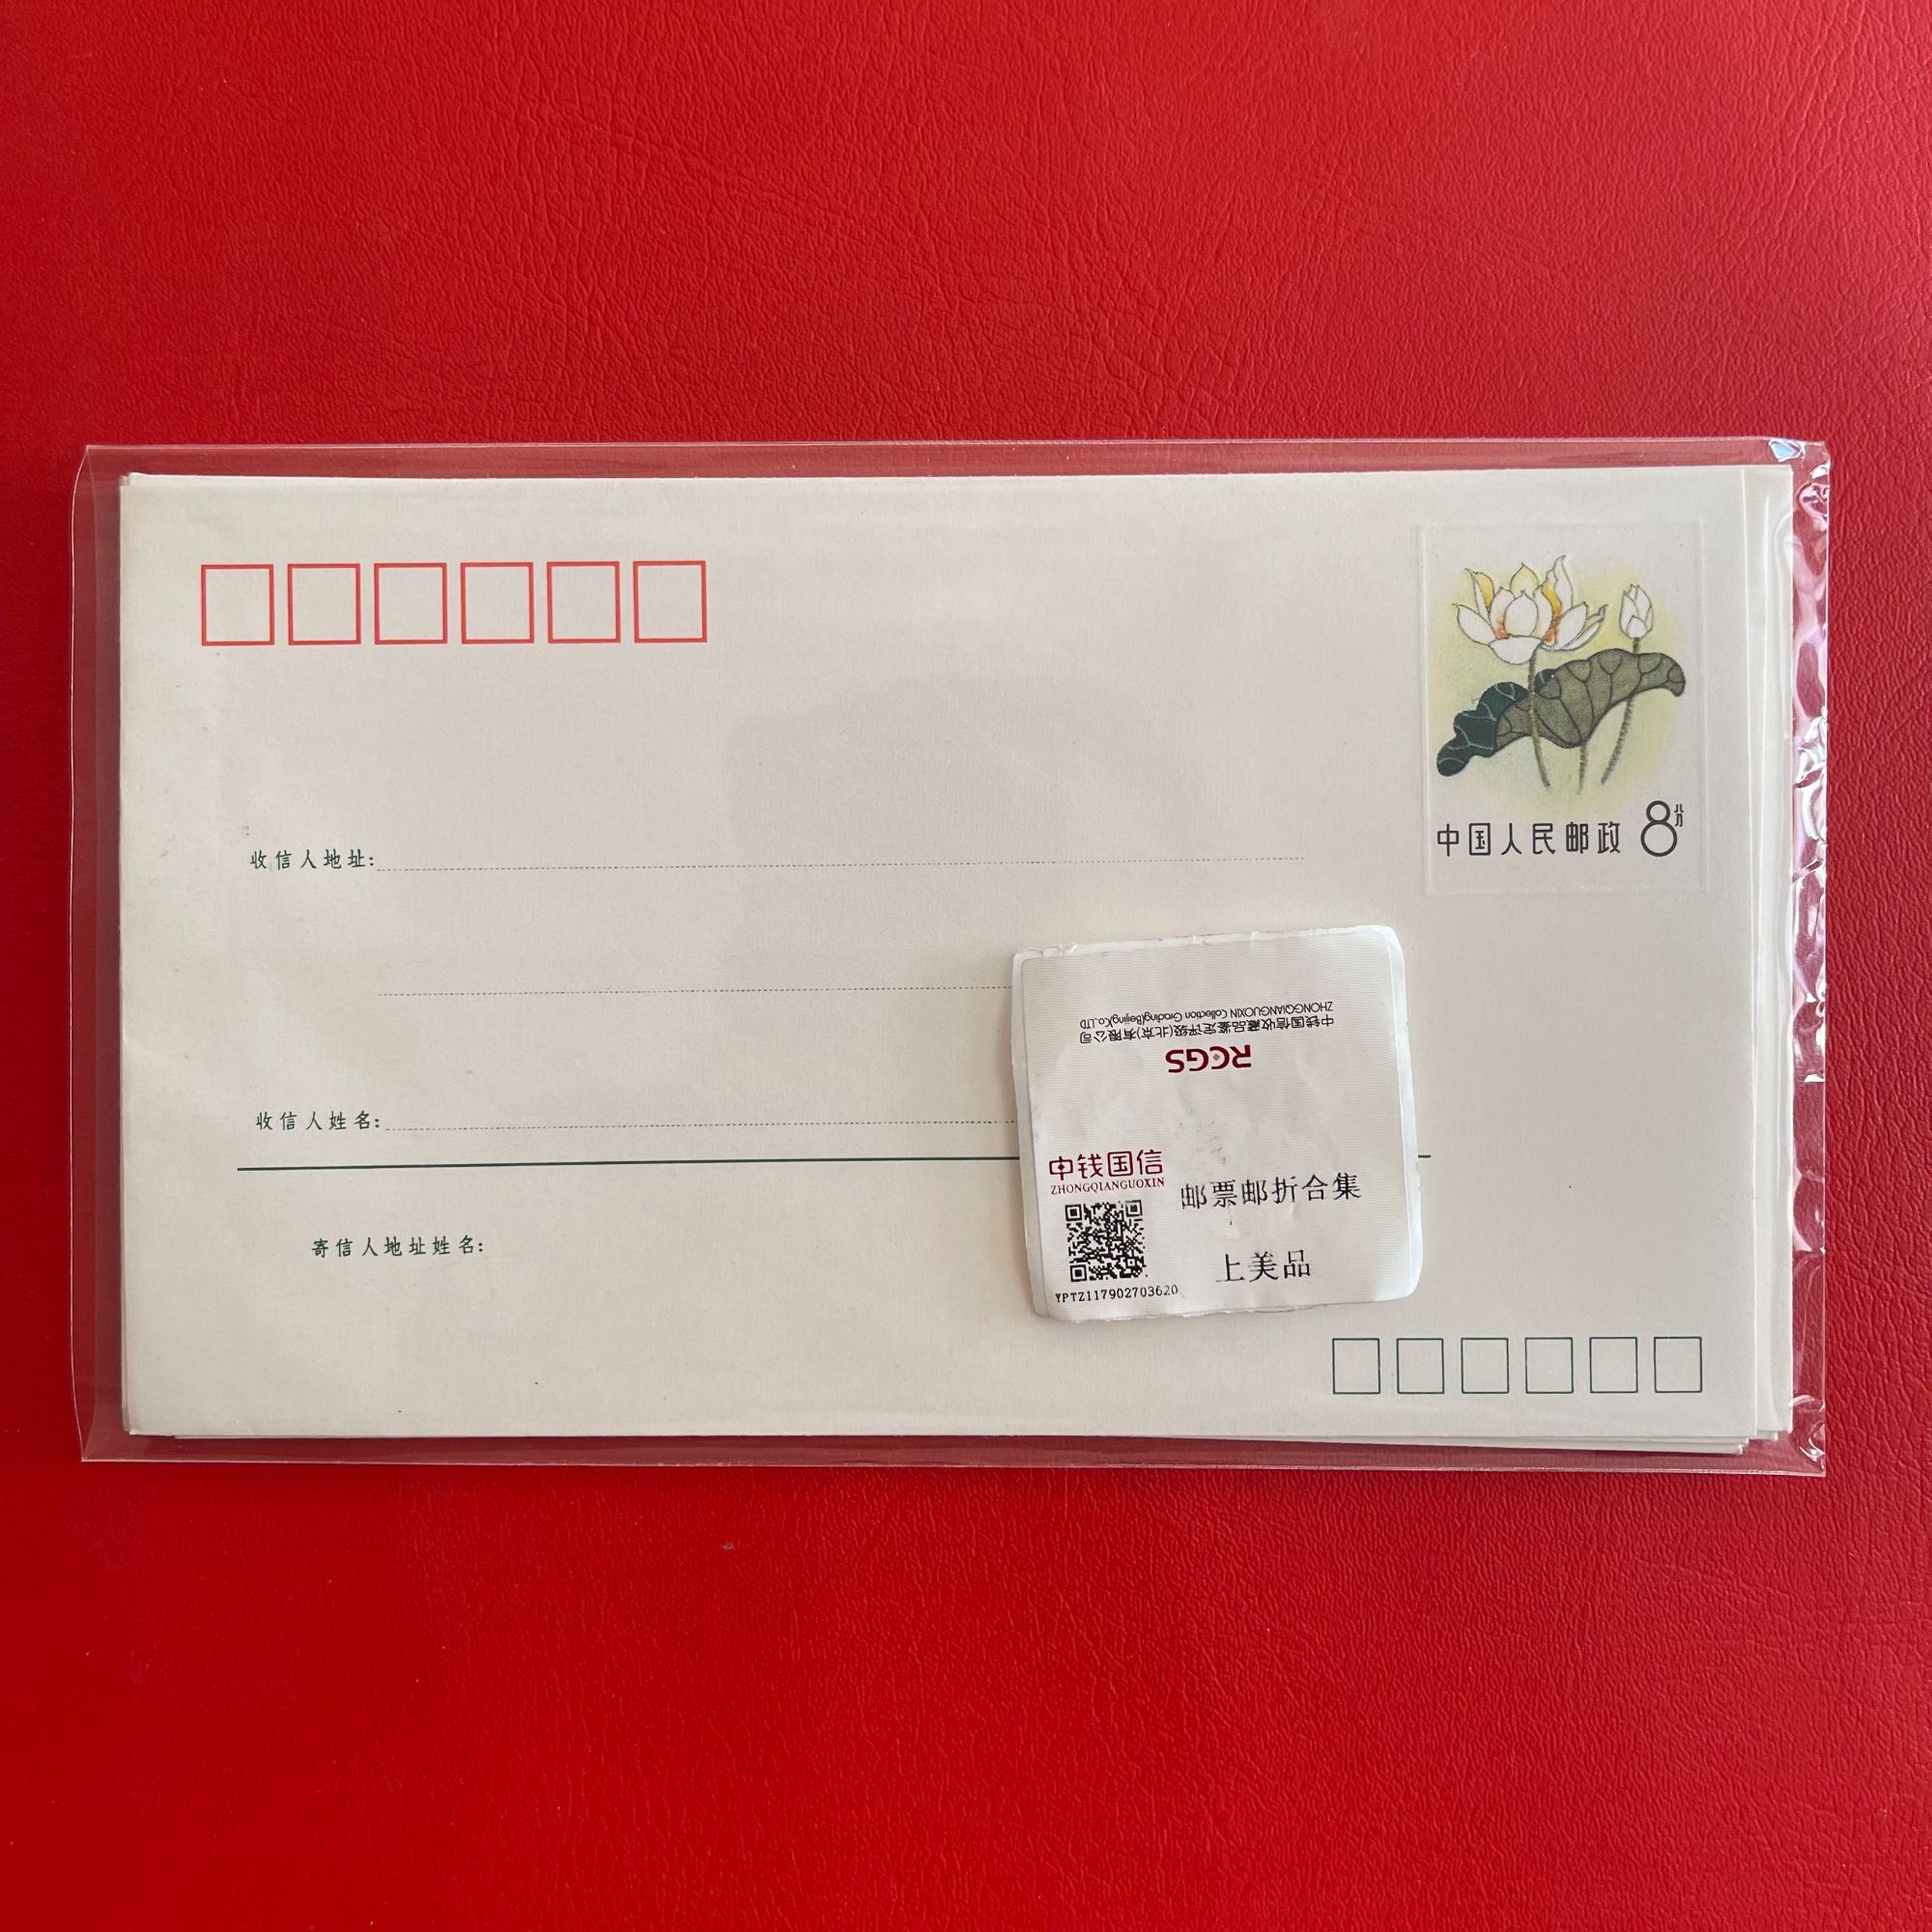 中国人民邮政 8八分
收信人地址:
ZHONGQIANGUOXIN Collection Grading(Beijing)Co.,LTD
中钱国信收藏品鉴定评级(北京)有限公司
RCGS
收信人姓名:
中钱国信
ZHONGQIANGUOXIN
邮票邮折合集
寄信人地址姓名:
上美品
YPTZ117902703620